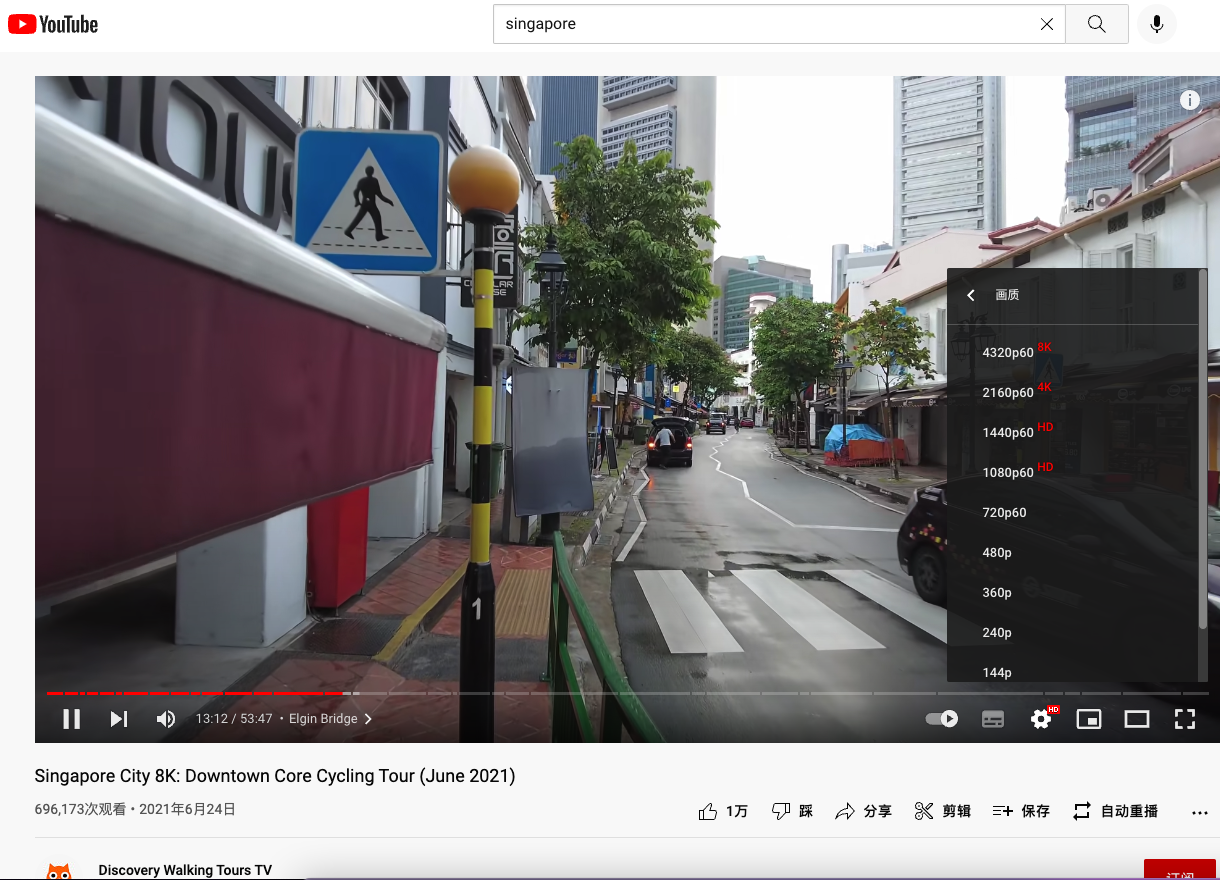 YouTube
singapore
画质
4320p60 8K
2160p60 4K
1440p60 HD
1080p60 HD
720p60
480p
360p
240p
144p
1
13:12 / 53:47 • Elgin Bridge
HD
Singapore City 8K: Downtown Core Cycling Tour (June 2021)
696,173次观看 • 2021年6月24日
1万
踩
分享
剪辑
保存
自动重播
Discovery Walking Tours TV
订阅